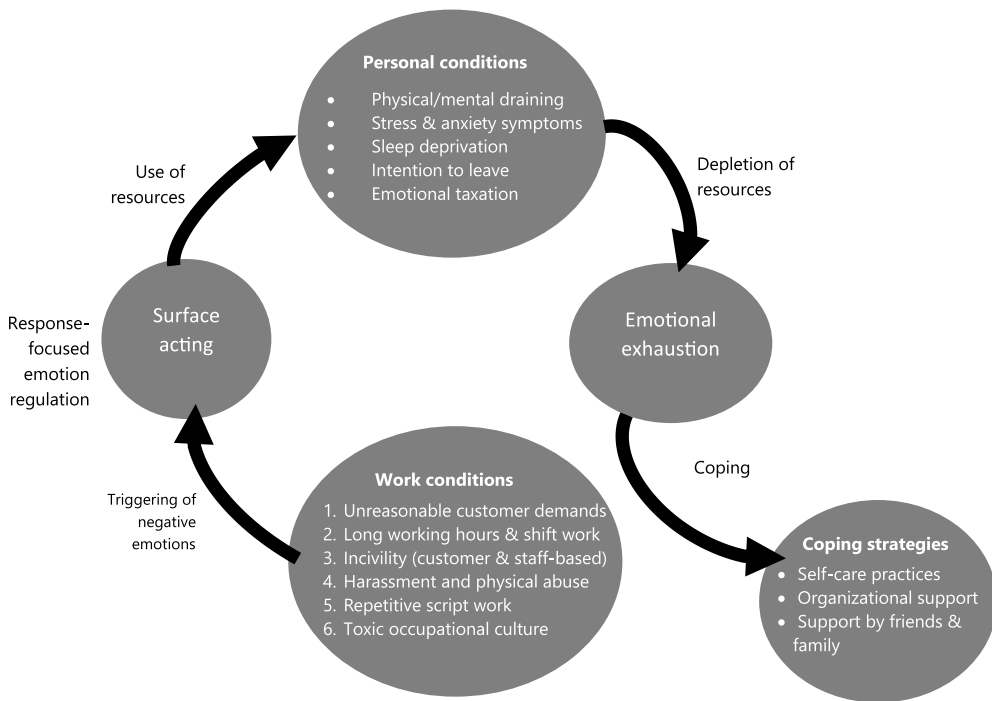 Personal conditions
• Physical/mental draining
• Stress & anxiety symptoms
• Sleep deprivation
• Intention to leave
• Emotional taxation
Use of
resources
Depletion of
resources
Surface
acting
Response-
focused
emotion
regulation
Emotional
exhaustion
Triggering of
negative
emotions
Work conditions
1. Unreasonable customer demands
2. Long working hours & shift work
3. Incivility (customer & staff-based)
4. Harassment and physical abuse
5. Repetitive script work
6. Toxic occupational culture
Coping
Coping strategies
• Self-care practices
• Organizational support
• Support by friends &
family